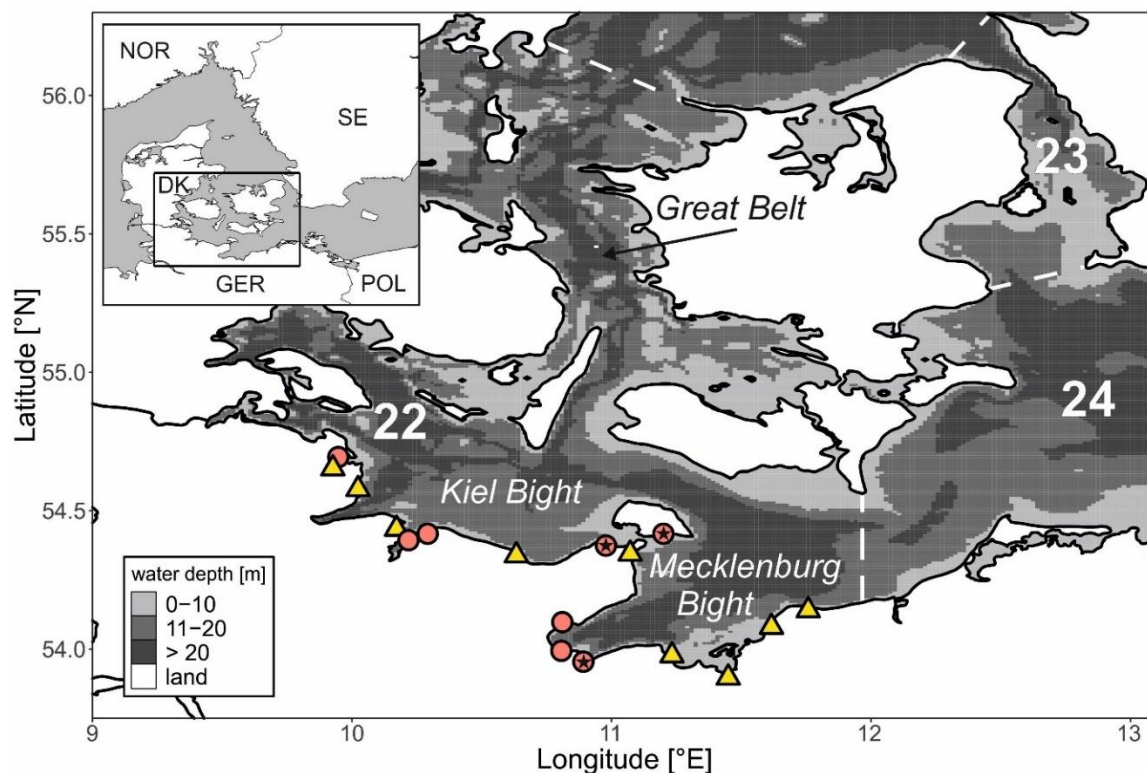 NOR
SE
DK
GER
POL
56.0
55.5
55.0
54.5
54.0
Latitude [°N]
23
Great Belt
22
24
Kiel Bight
Mecklenburg
Bight
water depth [m]
0–10
11–20
> 20
land
9
10
11
12
13
Longitude [°E]